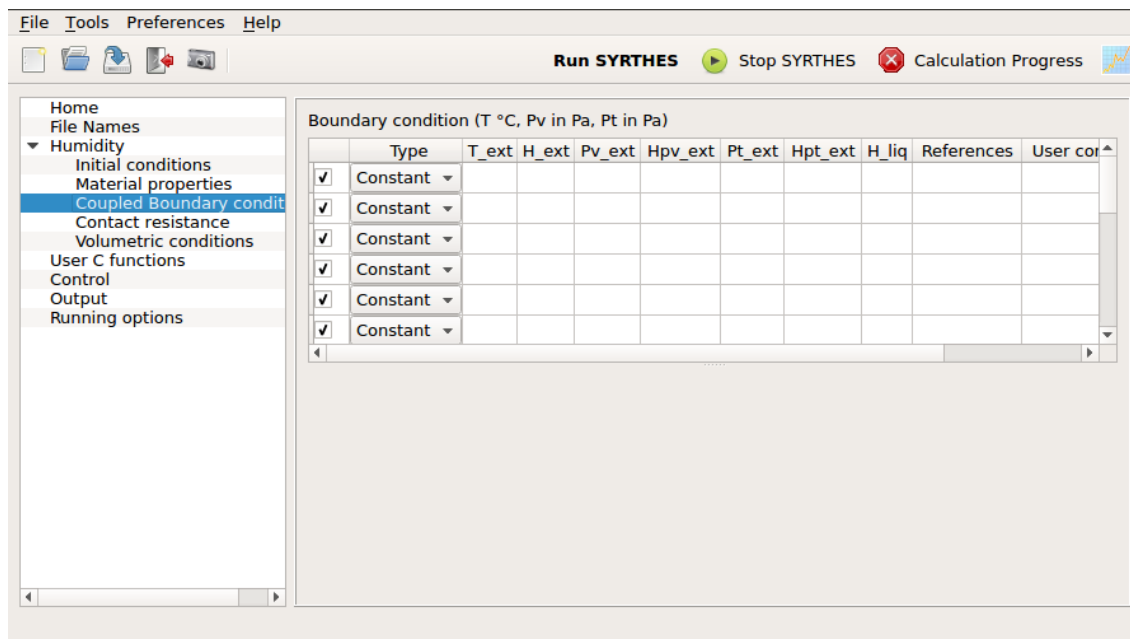 File Tools Preferences Help
Run SYRTHES Stop SYRTHES Calculation Progress
Home
File Names
Humidity
Initial conditions
Material properties
Coupled Boundary condit
Contact resistance
Volumetric conditions
User C functions
Control
Output
Running options
Boundary condition (T °C, Pv in Pa, Pt in Pa)
Type T_ext H_ext Pv_ext Hpv_ext Pt_ext Hpt_ext H_liq References User cor
Constant
Constant
Constant
Constant
Constant
Constant